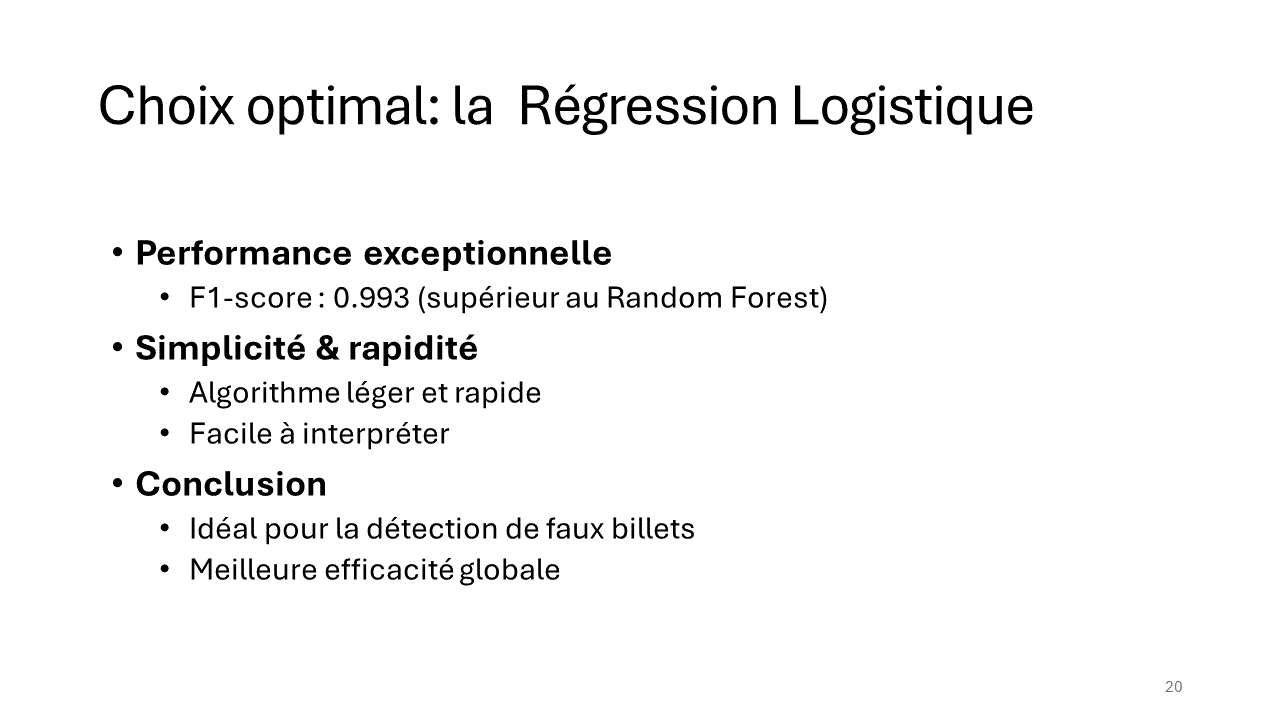 Choix optimal: la  Régression Logistique
• Performance exceptionnelle
• F1-score : 0.993 (supérieur au Random Forest)
• Simplicité & rapidité
• Algorithme léger et rapide
• Facile à interpréter
• Conclusion
• Idéal pour la détection de faux billets
• Meilleure efficacité globale
20